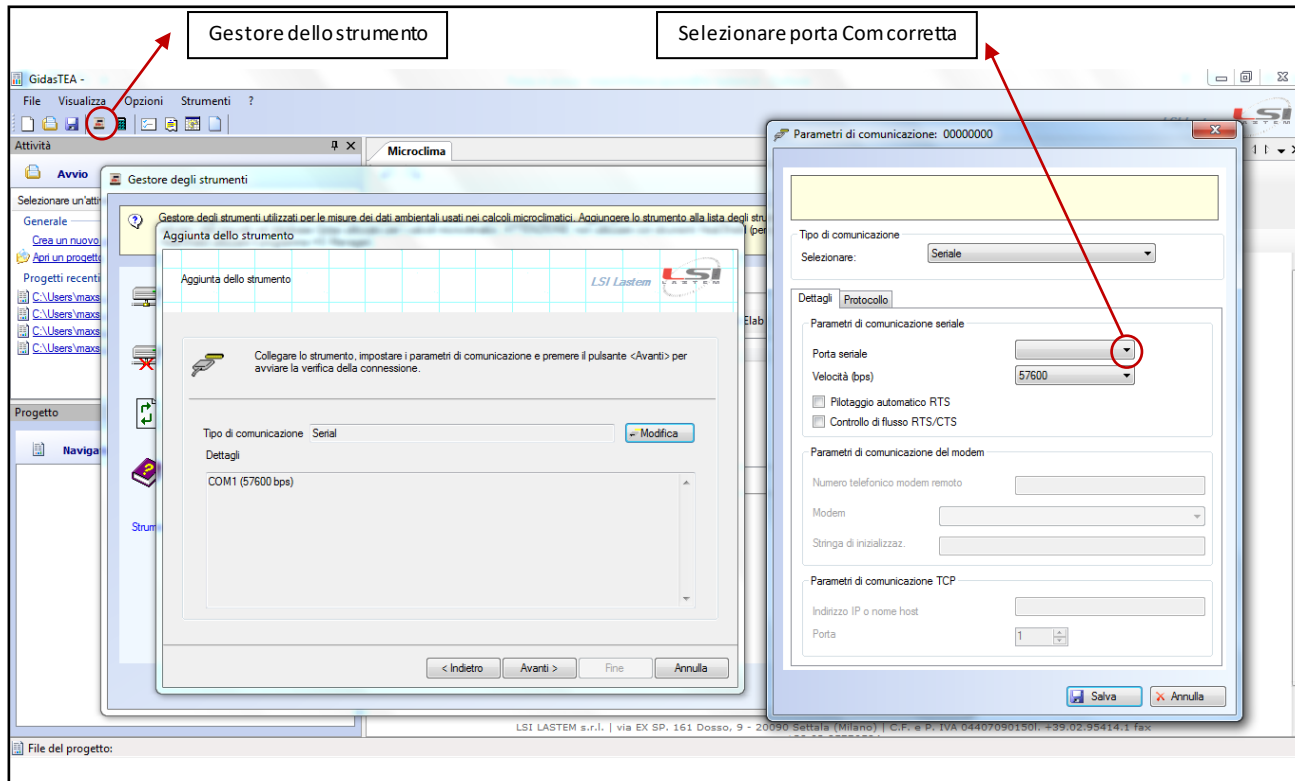 Gestore dello strumento
Selezionare porta Com corretta
GidasTEA -
File Visualizza Opzioni Strumenti ?
Attività
Microclima
Avvio
Selezionare un'atti
Generale
Crea un nuovo
Apri un progetto
Progetti recenti
C:\Users\maxs
C:\Users\maxs
C:\Users\maxs
C:\Users\maxs
Progetto
Naviga
File del progetto:
Gestore degli strumenti
Gestore degli strumenti utilizzati per le misure dei dati ambientali usati nei calcoli microclimatici. Aggiungere lo strumento alla lista degli stru
(per
Elab
Strum
Aggiunta dello strumento
Aggiunta dello strumento
LSI Lastem
LSI
LASTEM
Collegare lo strumento, impostare i parametri di comunicazione e premere il pulsante <Avanti> per
avviare la verifica della connessione.
Tipo di comunicazione Serial
Modifica
Dettagli
COM1 (57600 bps)
< Indietro Avanti > Fine Annulla
LSI
Parametri di comunicazione: 00000000
Tipo di comunicazione
Selezionare: Seriale
Dettagli Protocollo
Parametri di comunicazione seriale
Porta seriale
Velocità (bps) 57600
Pilotaggio automatico RTS
Controllo di flusso RTS/CTS
Parametri di comunicazione del modem
Numero telefonico modem remoto
Modem
Stringa di inizializzaz.
Parametri di comunicazione TCP
Indirizzo IP o nome host
Porta 1
Salva Annulla
LSI LASTEM s.r.l. | via EX SP. 161 Dosso, 9 - 20090 Settala (Milano) | C.F. e P. IVA 04407090150l. +39.02.95414.1 fax